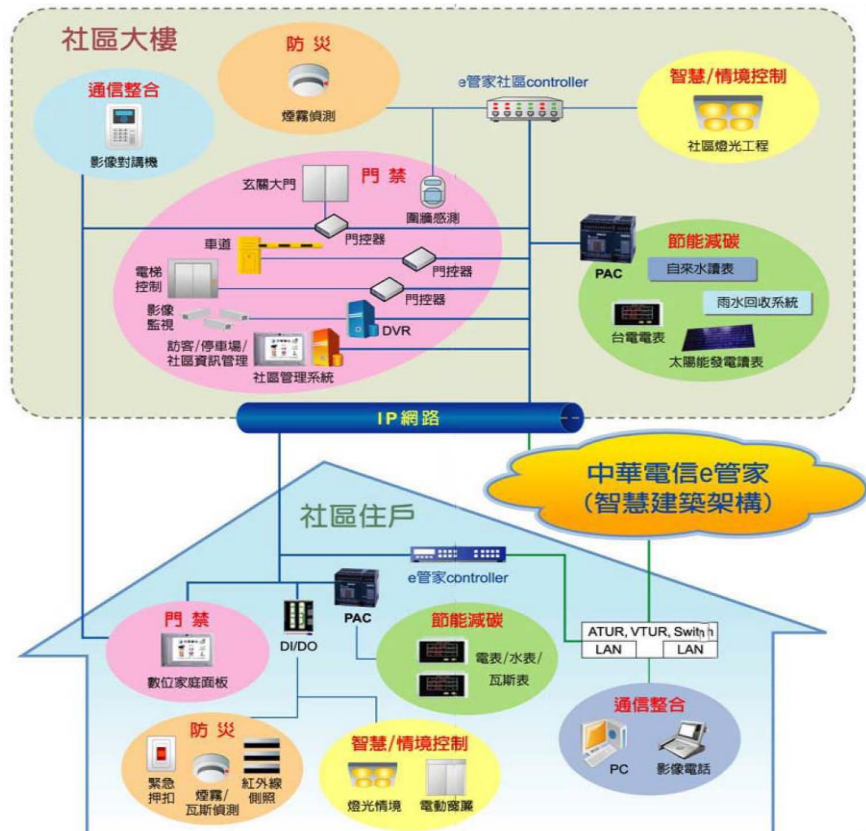 社區大樓
防 災
煙霧偵測
e管家社區controller
智慧/情境控制
社區燈光工程
通信整合
影像對講機
門 禁
玄關大門
圍牆感測
門控器
車道
門控器
電梯
控制
門控器
影像
監視
DVR
訪客/停車場/
社區資訊管理
社區管理系統
節能減碳
PAC
自來水讀表
雨水回收系統
台電電表
太陽能發電讀表
IP網路
中華電信e管家
(智慧建築架構)
社區住戶
e管家controller
門 禁
數位家庭面板
DI/DO
PAC
節能減碳
電表/水表/
瓦斯表
ATUR, VTUR, Switch
LAN
LAN
通信整合
PC
影像電話
防 災
緊急
押扣
煙霧/
瓦斯偵測
紅外線
側照
智慧/情境控制
燈光情境
電動窗簾